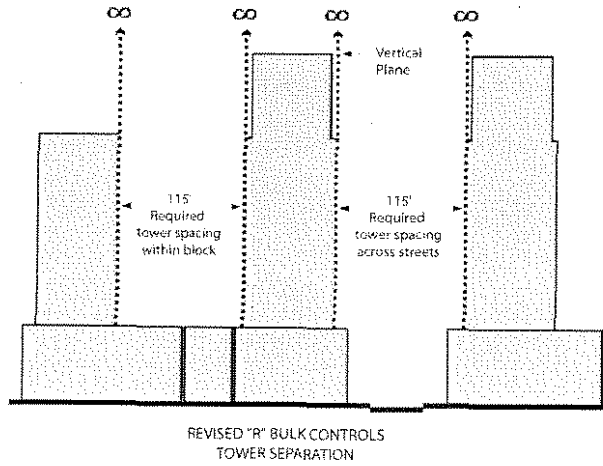 ∞ ∞ ∞ ∞
Vertical
Plane
115'
Required
tower spacing
within block
115'
Required
tower spacing
across streets
REVISED "R" BULK CONTROLS
TOWER SEPARATION